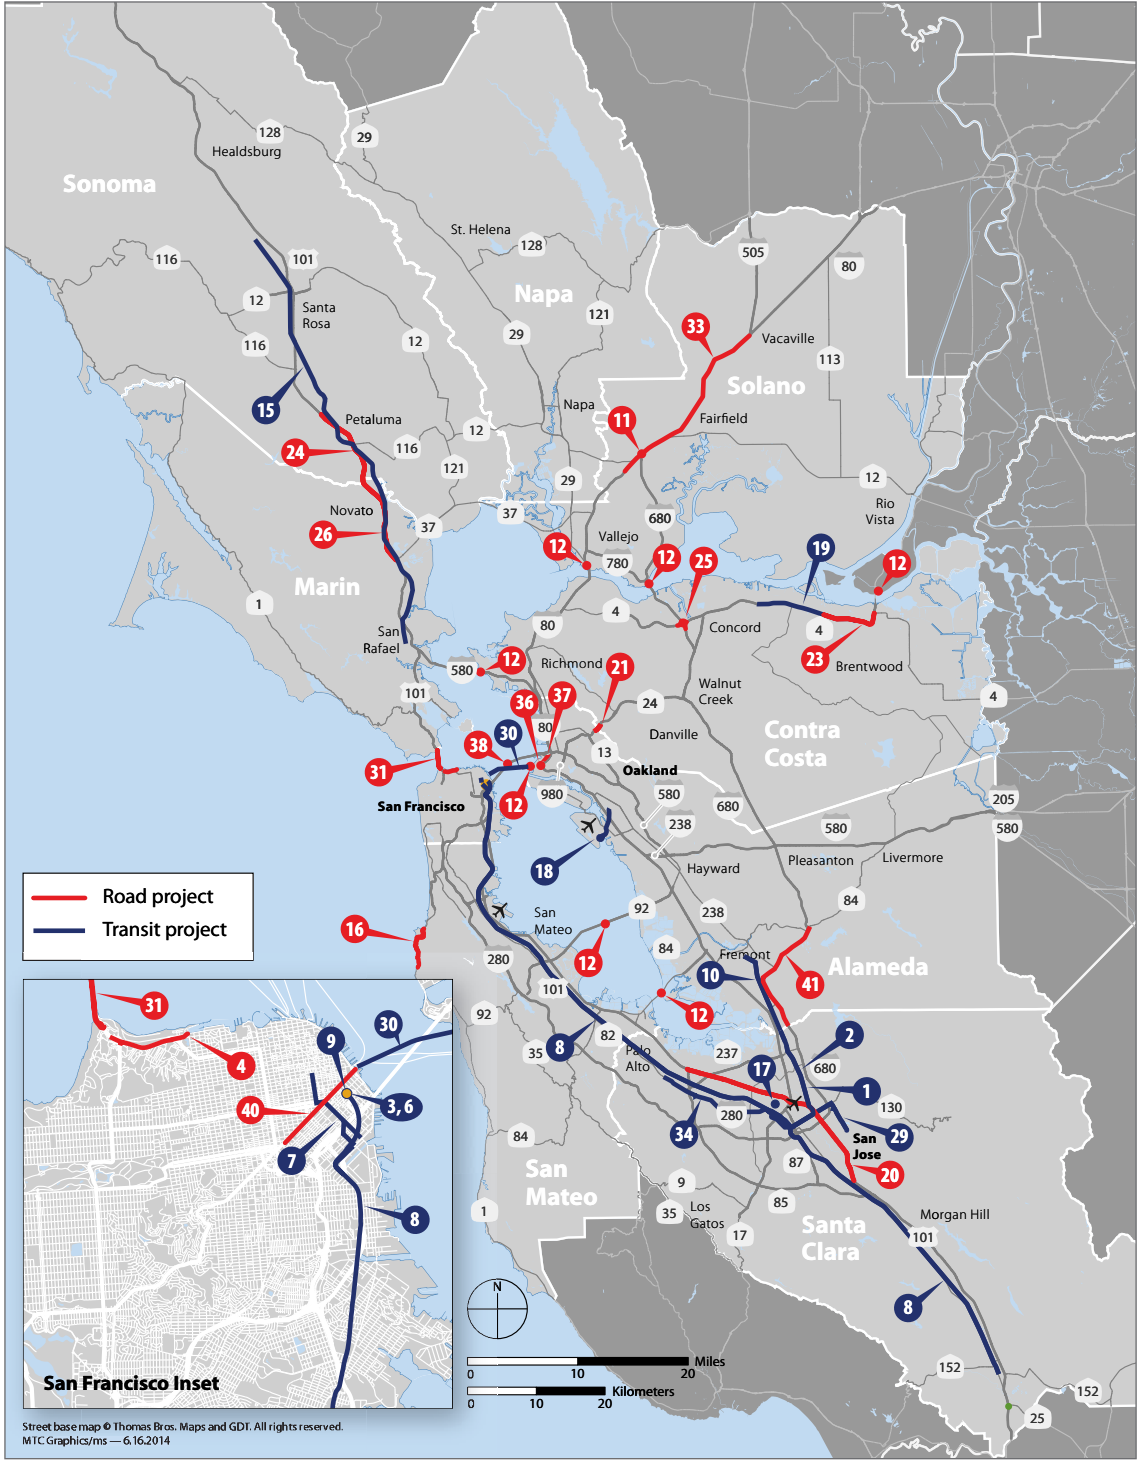 128
29
Healdsburg
Sonoma
St. Helena
128
116
101
505
80
Napa
12
Santa
Rosa
121
116
12
29
33
Vacaville
113
Solano
15
Napa
Petaluma
11
Fairfield
24
116
12
121
29
12
Novato
37
37
680
Rio
Vista
26
Vallejo
12
780
12
25
19
12
Marin
1
80
4
Concord
4
23
Brentwood
San
Rafael
580
12
Richmond
21
Walnut
Creek
101
36
37
24
4
30
80
Danville
Contra
Costa
38
13
31
Oakland
San Francisco
12
980
580
680
205
238
580
580
18
Hayward
Pleasanton
Livermore
Road project
Transit project
16
San
Mateo
92
238
84
84
280
12
Fremont
10
41
Alameda
101
12
92
82
8
35
Palo
Alto
237
2
680
17
1
280
130
34
29
San
Jose
84
87
20
San
Mateo
9
85
1
35
Los
Gatos
17
Santa
Clara
Morgan Hill
101
8
152
152
25
31
30
9
4
40
3, 6
7
8
San Francisco Inset
N
Miles
0
10
20
Kilometers
0
10
20
Street base map © Thomas Bros. Maps and GDT. All rights reserved.
MTC Graphics/ms — 6.16.2014